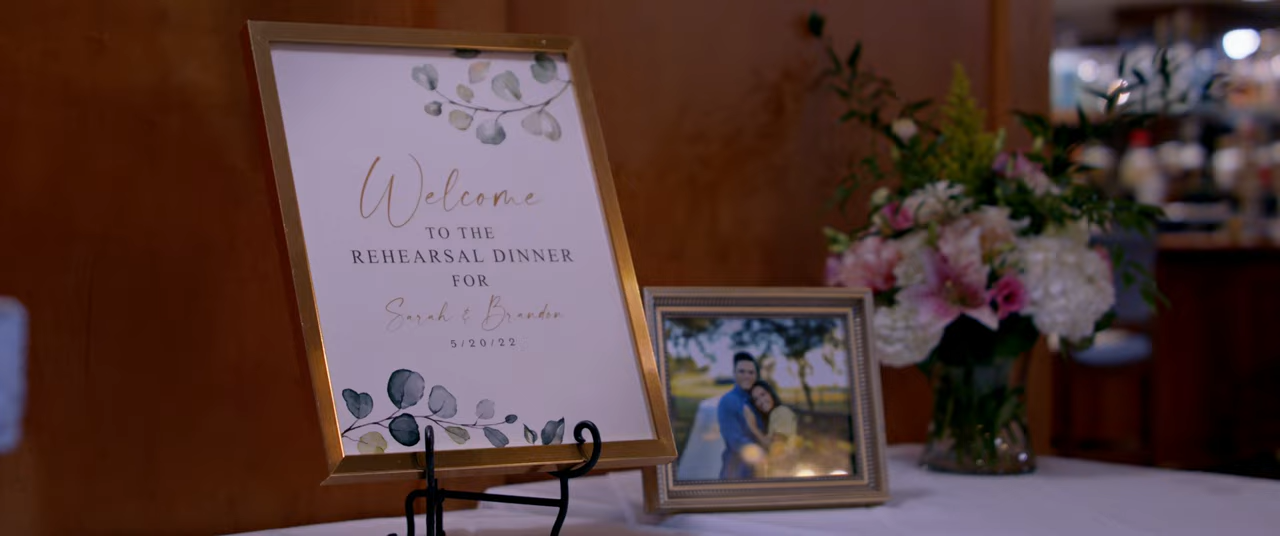 Welcome
TO THE
REHEARSAL DINNER
FOR
Sarah & Brandon
5/20/22